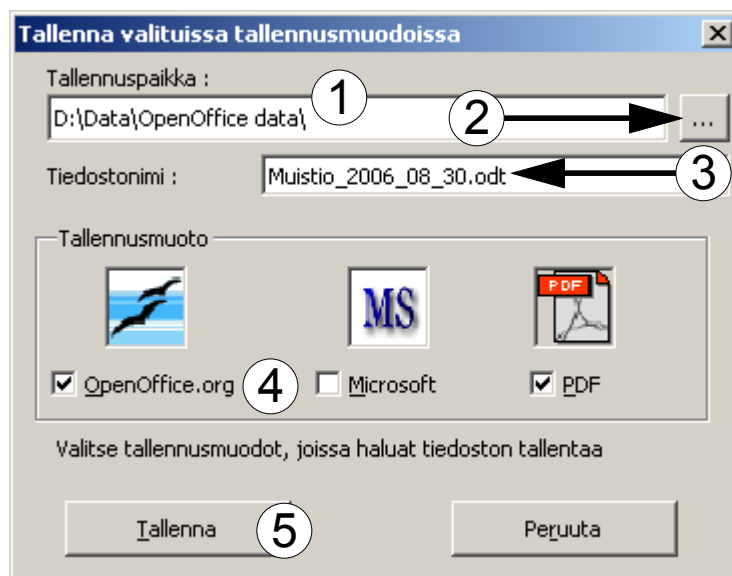 Tallenna valituissa tallennusmuodoissa
Tallennuspaikka :
1
D:\Data\OpenOffice data\
2
...
Tiedostonimi :
Muistio_2006_08_30.odt
3
Tallennusmuoto
MS
PDF
OpenOffice.org
4
Microsoft
PDF
Valitse tallennusmuodot, joissa haluat tiedoston tallentaa
Tallenna
5
Peruuta